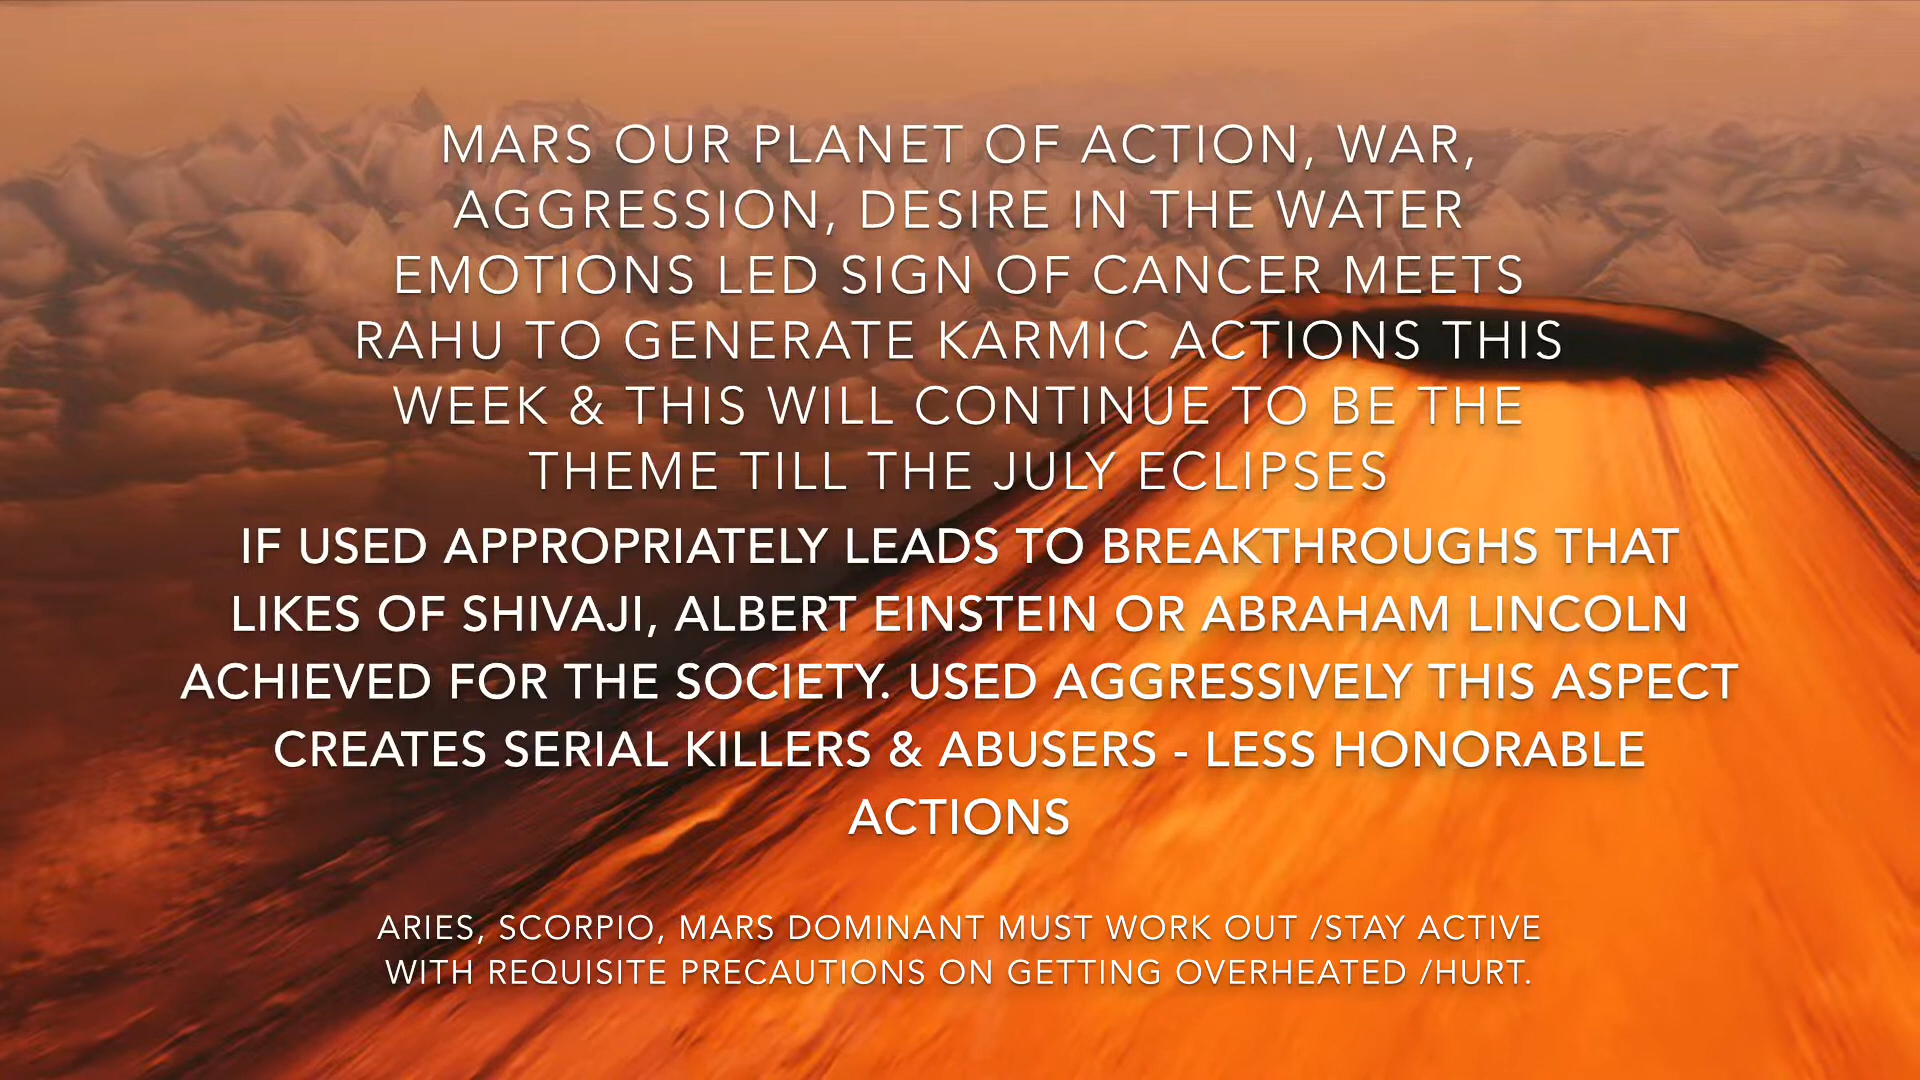 MARS OUR PLANET OF ACTION, WAR,
AGGRESSION, DESIRE IN THE WATER
EMOTIONS LED SIGN OF CANCER MEETS
RAHU TO GENERATE KARMIC ACTIONS THIS
WEEK & THIS WILL CONTINUE TO BE THE
THEME TILL THE JULY ECLIPSES
IF USED APPROPRIATELY LEADS TO BREAKTHROUGHS THAT
LIKES OF SHIVAJI, ALBERT EINSTEIN OR ABRAHAM LINCOLN
ACHIEVED FOR THE SOCIETY. USED AGGRESSIVELY THIS ASPECT
CREATES SERIAL KILLERS & ABUSERS - LESS HONORABLE
ACTIONS
ARIES, SCORPIO, MARS DOMINANT MUST WORK OUT /STAY ACTIVE
WITH REQUISITE PRECAUTIONS ON GETTING OVERHEATED /HURT.